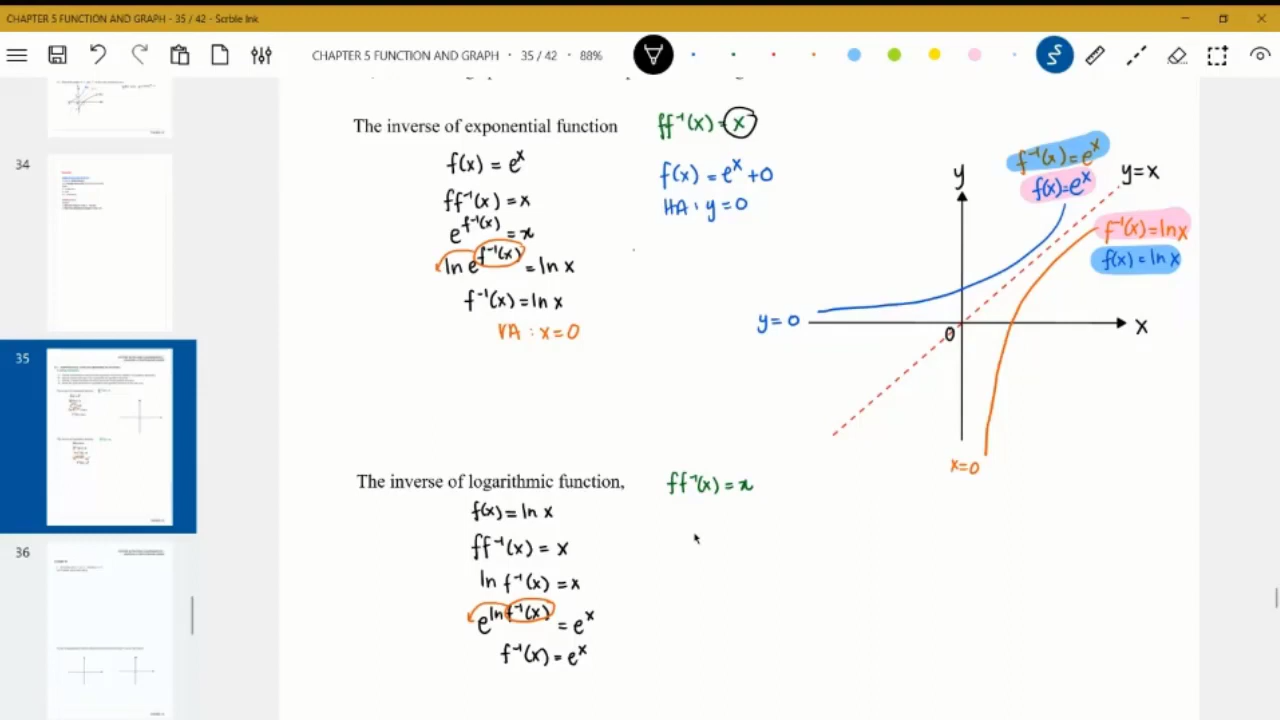 CHAPTER 5 FUNCTION AND GRAPH - 35 / 42 - Scrble Ink
CHAPTER 5 FUNCTION AND GRAPH • 35 / 42 • 88%
34
35
36
The inverse of exponential function
ff⁻¹(x) = x
f(x) = eˣ
ff⁻¹(x) = x
e^f⁻¹(x) = x
ln e^f⁻¹(x) = ln x
f⁻¹(x) = ln x
VA : x = 0
f(x) = eˣ + 0
HA : y = 0
f⁻¹(x) = eˣ
f(x) = eˣ
y = x
y
f⁻¹(x) = ln x
f(x) = ln x
y = 0
0
x
x = 0
The inverse of logarithmic function,
ff⁻¹(x) = x
f(x) = ln x
ff⁻¹(x) = x
ln f⁻¹(x) = x
e^ln f⁻¹(x) = eˣ
f⁻¹(x) = eˣ